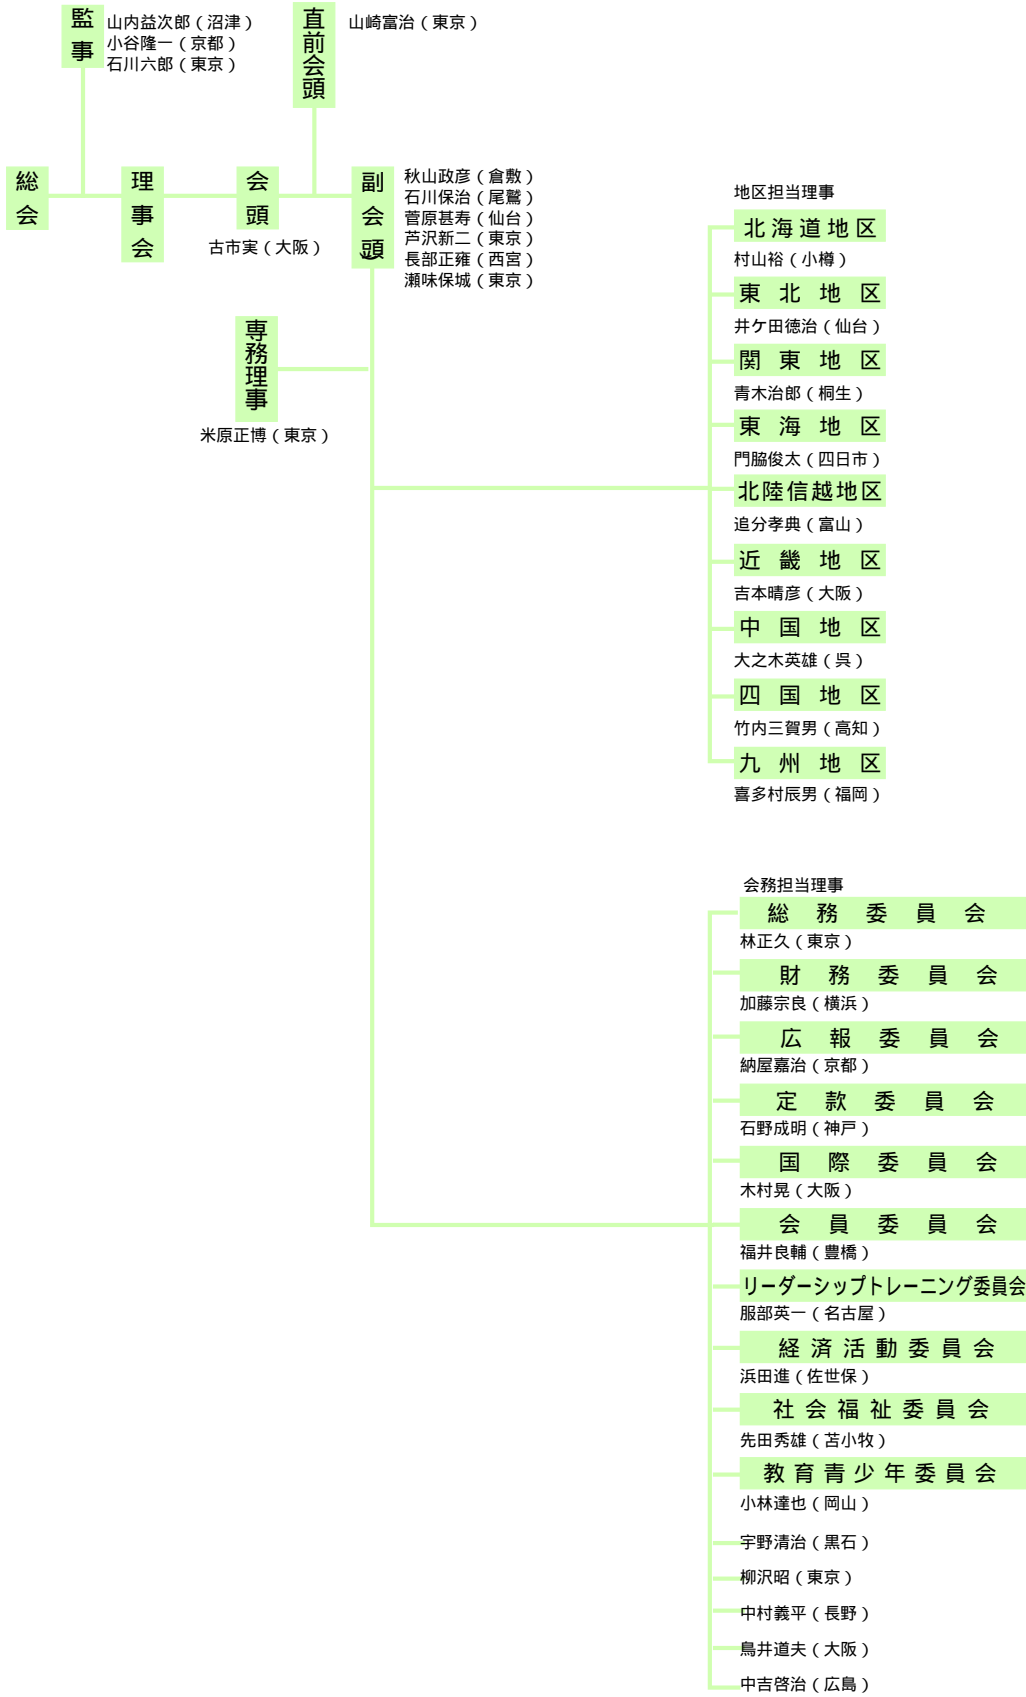 監事
山内益次郎（沼津）
小谷隆一（京都）
石川六郎（東京）
直前会頭
山崎富治（東京）
総会
理事会
会頭
古市実（大阪）
副会頭
秋山政彦（倉敷）
石川保治（尾鷲）
菅原甚寿（仙台）
芦沢新二（東京）
長部正雍（西宮）
瀬味保城（東京）
専務理事
米原正博（東京）
地区担当理事
北海道地区
村山裕（小樽）
東北地区
井ケ田徳治（仙台）
関東地区
青木治郎（桐生）
東海地区
門脇俊太（四日市）
北陸信越地区
追分孝典（富山）
近畿地区
吉本晴彦（大阪）
中国地区
大之木英雄（呉）
四国地区
竹内三賀男（高知）
九州地区
喜多村辰男（福岡）
会務担当理事
総務委員会
林正久（東京）
財務委員会
加藤宗良（横浜）
広報委員会
納屋嘉治（京都）
定款委員会
石野成明（神戸）
国際委員会
木村晃（大阪）
会員委員会
福井良輔（豊橋）
リーダーシップトレーニング委員会
服部英一（名古屋）
経済活動委員会
浜田進（佐世保）
社会福祉委員会
先田秀雄（苫小牧）
教育青少年委員会
小林達也（岡山）
宇野清治（黒石）
柳沢昭（東京）
中村義平（長野）
鳥井道夫（大阪）
中吉啓治（広島）